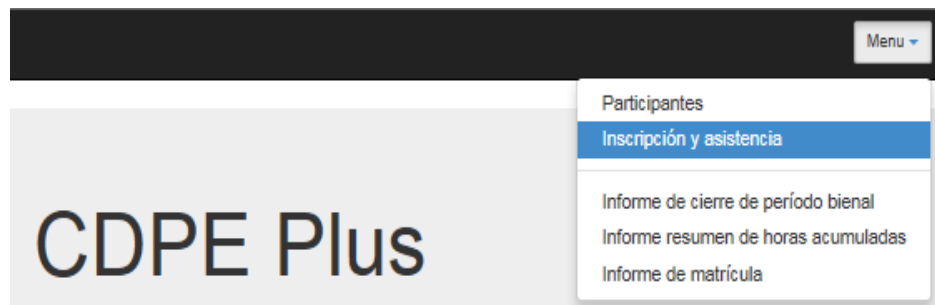 Menu
Participantes
Inscripción y asistencia
Informe de cierre de período bienal
Informe resumen de horas acumuladas
Informe de matrícula
CDPE Plus